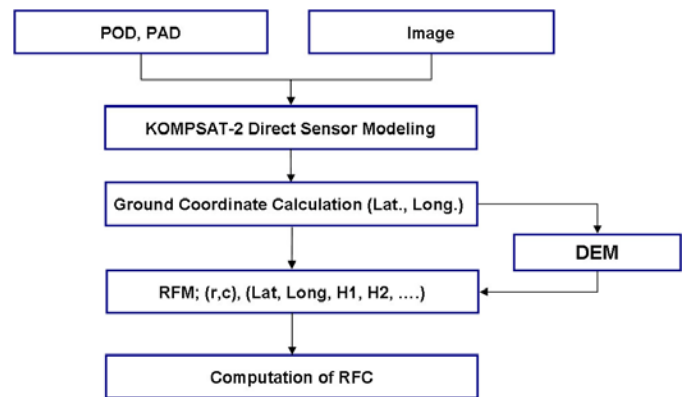 POD, PAD
Image
KOMPSAT-2 Direct Sensor Modeling
Ground Coordinate Calculation (Lat., Long.)
DEM
RFM; (r,c), (Lat, Long, H1, H2, ….)
Computation of RFC